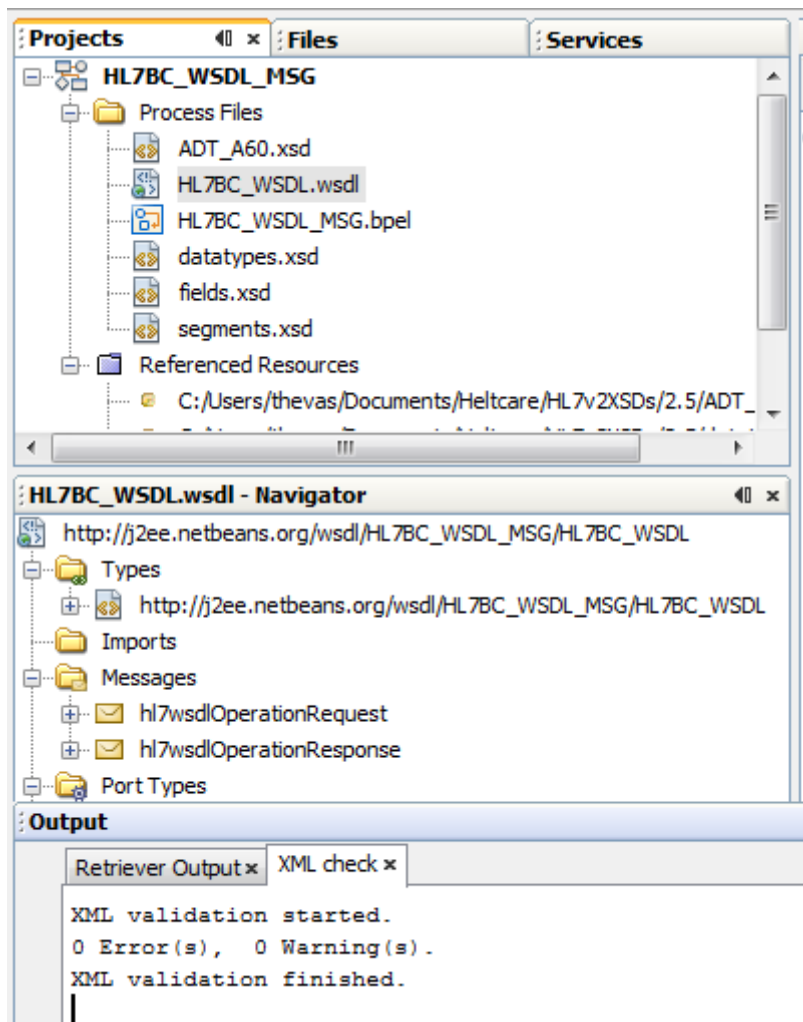 Projects Files Services
HL7BC_WSDL_MSG
Process Files
ADT_A60.xsd
HL7BC_WSDL.wsdl
HL7BC_WSDL_MSG.bpel
datatypes.xsd
fields.xsd
segments.xsd
Referenced Resources
C:/Users/thevas/Documents/Heltcare/HL7v2XSDs/2.5/ADT_
HL7BC_WSDL.wsdl - Navigator
http://j2ee.netbeans.org/wsdl/HL7BC_WSDL_MSG/HL7BC_WSDL
Types
http://j2ee.netbeans.org/wsdl/HL7BC_WSDL_MSG/HL7BC_WSDL
Imports
Messages
hl7wsdlOperationRequest
hl7wsdlOperationResponse
Port Types
Output
Retriever Output XML check
XML validation started.
0 Error(s), 0 Warning(s).
XML validation finished.